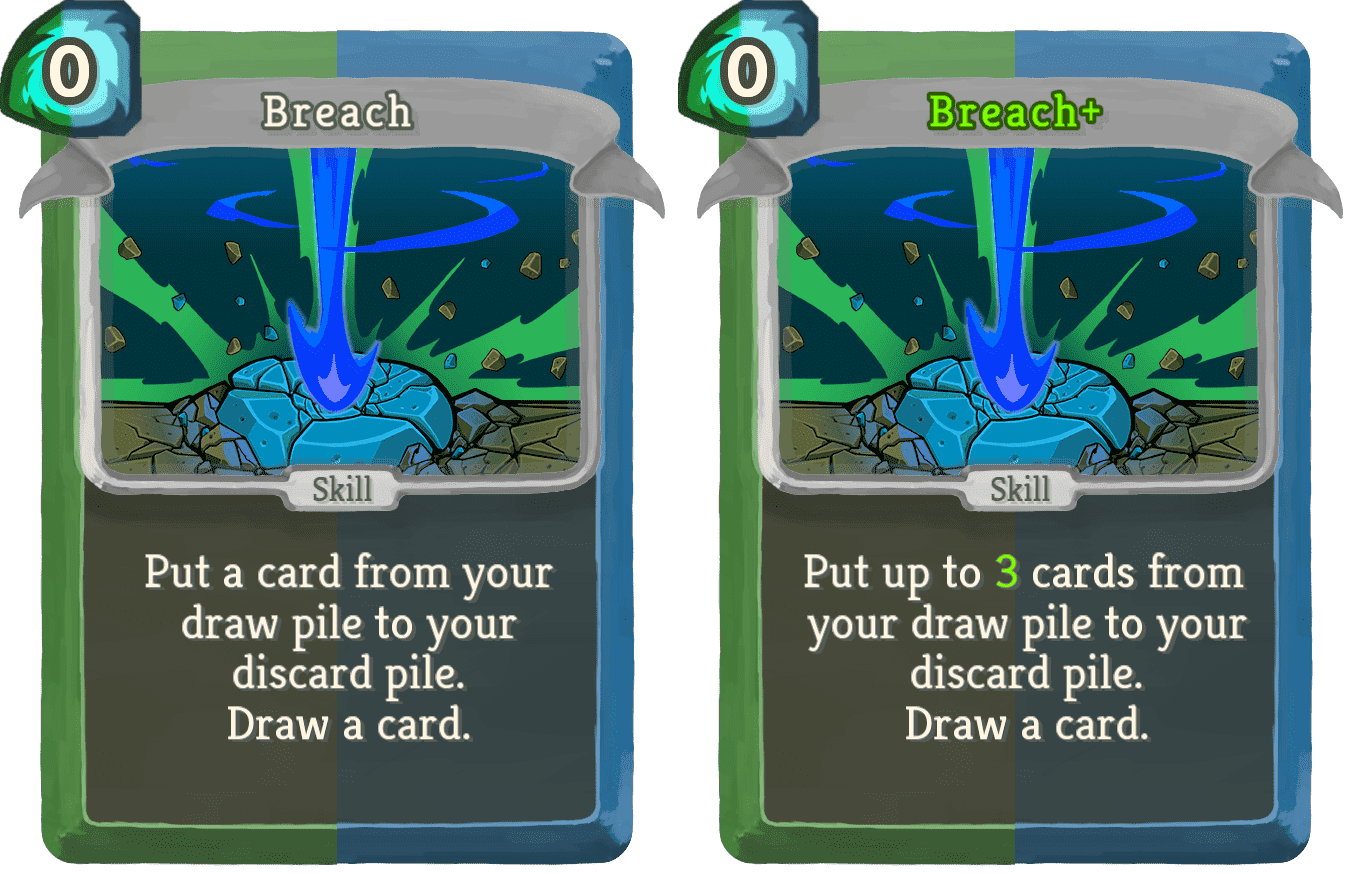 0
Breach
Skill
Put a card from your
draw pile to your
discard pile.
Draw a card.
0
Breach+
Skill
Put up to 3 cards from
your draw pile to your
discard pile.
Draw a card.